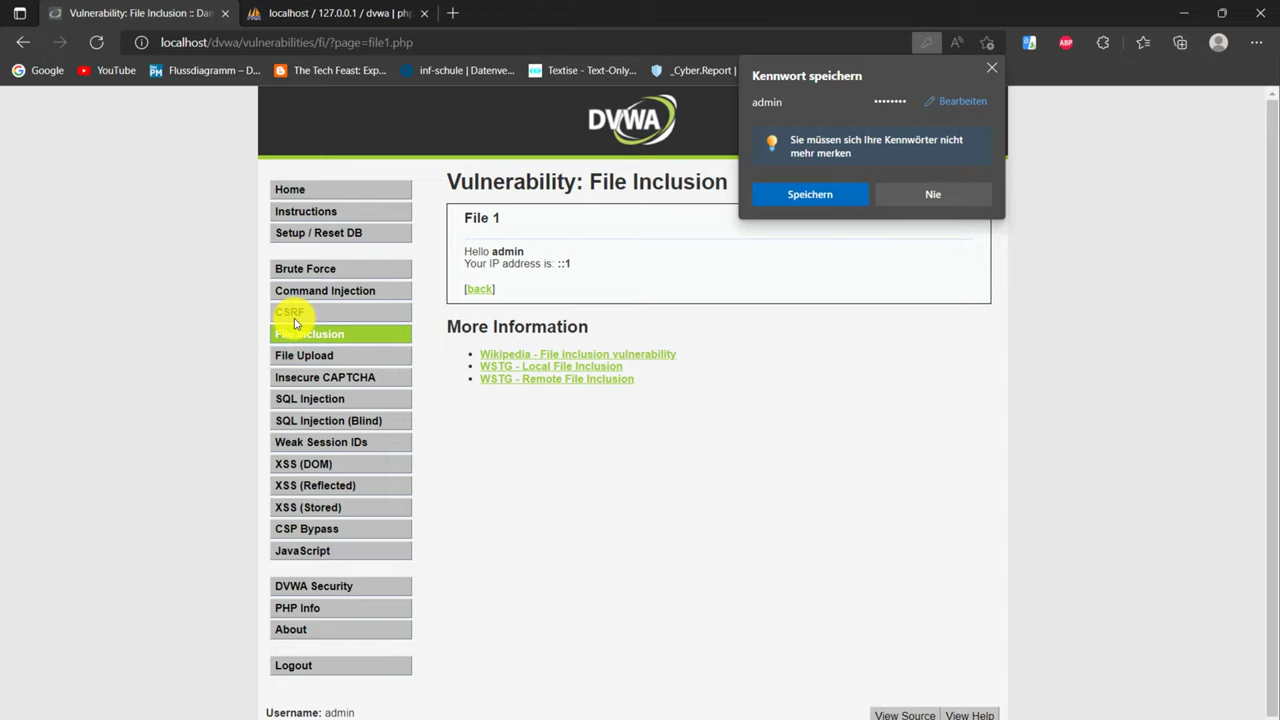 Vulnerability: File Inclusion :: Dan
localhost / 127.0.0.1 / dvwa | php
localhost/dvwa/vulnerabilities/fi/?page=file1.php
ABP
Google
YouTube
Flussdiagramm – D...
The Tech Feast: Exp...
inf-schule | Datenve...
Textise - Text-Only...
_Cyber.Report |
Kennwort speichern
admin
•••••••• Bearbeiten
Sie müssen sich Ihre Kennwörter nicht
mehr merken
Speichern
Nie
DVWA
Home
Instructions
Setup / Reset DB
Brute Force
Command Injection
CSRF
File Inclusion
File Upload
Insecure CAPTCHA
SQL Injection
SQL Injection (Blind)
Weak Session IDs
XSS (DOM)
XSS (Reflected)
XSS (Stored)
CSP Bypass
JavaScript
DVWA Security
PHP Info
About
Logout
Username: admin
Vulnerability: File Inclusion
File 1
Hello admin
Your IP address is: ::1
[back]
More Information
• Wikipedia - File inclusion vulnerability
• WSTG - Local File Inclusion
• WSTG - Remote File Inclusion
View Source
View Help